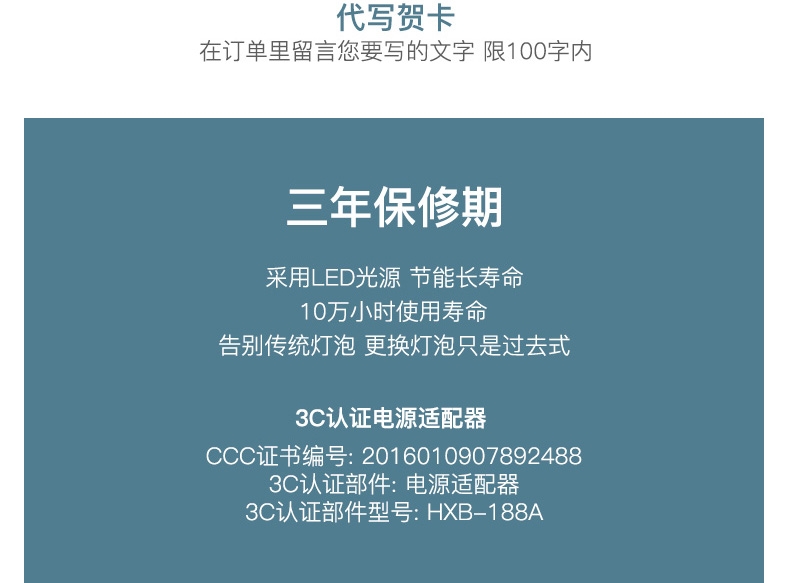 代写贺卡
在订单里留言您要写的文字 限100字内
三年保修期
采用LED光源 节能长寿命
10万小时使用寿命
告别传统灯泡 更换灯泡只是过去式
3C认证电源适配器
CCC证书编号: 2016010907892488
3C认证部件: 电源适配器
3C认证部件型号: HXB-188A